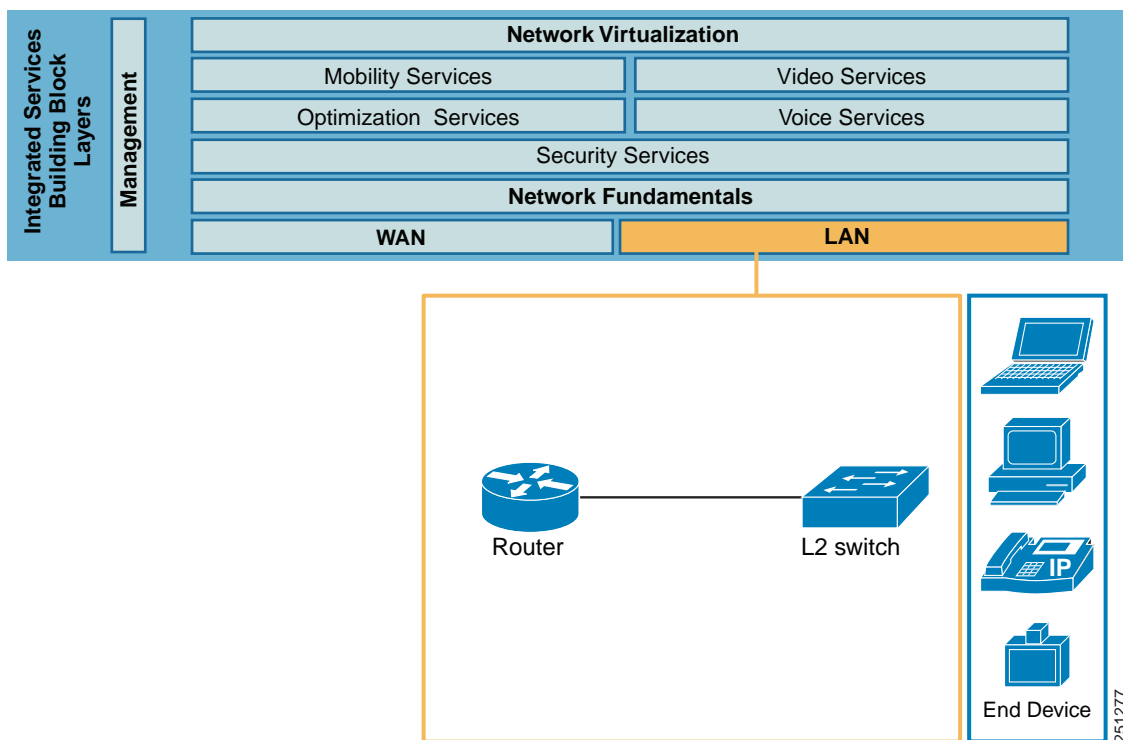 Integrated Services
Building Block
Layers
Management
Network Virtualization
Mobility Services
Video Services
Optimization Services
Voice Services
Security Services
Network Fundamentals
WAN
LAN
Router
L2 switch
IP
End Device
251277